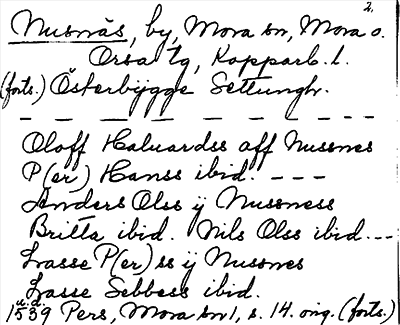 2.
Nusnäs, by, Mora sn, Mora o.
Orsa tg, Kopparb. l.
(forts.) Österbygge Settungh.
— — — — — — — - - -
Oloff Haluardss aff Nussnes
P(er) Hanss ibid. - - -
Anders Olss ij Nussness
Britta ibid. Nils Olss ibid. - - -
Lasse P(er)ss ij Nussnes
Lasse Sebbess ibid.
u.d.
1539 Pers, Mora sn 1, s. 14. orig. (forts.)